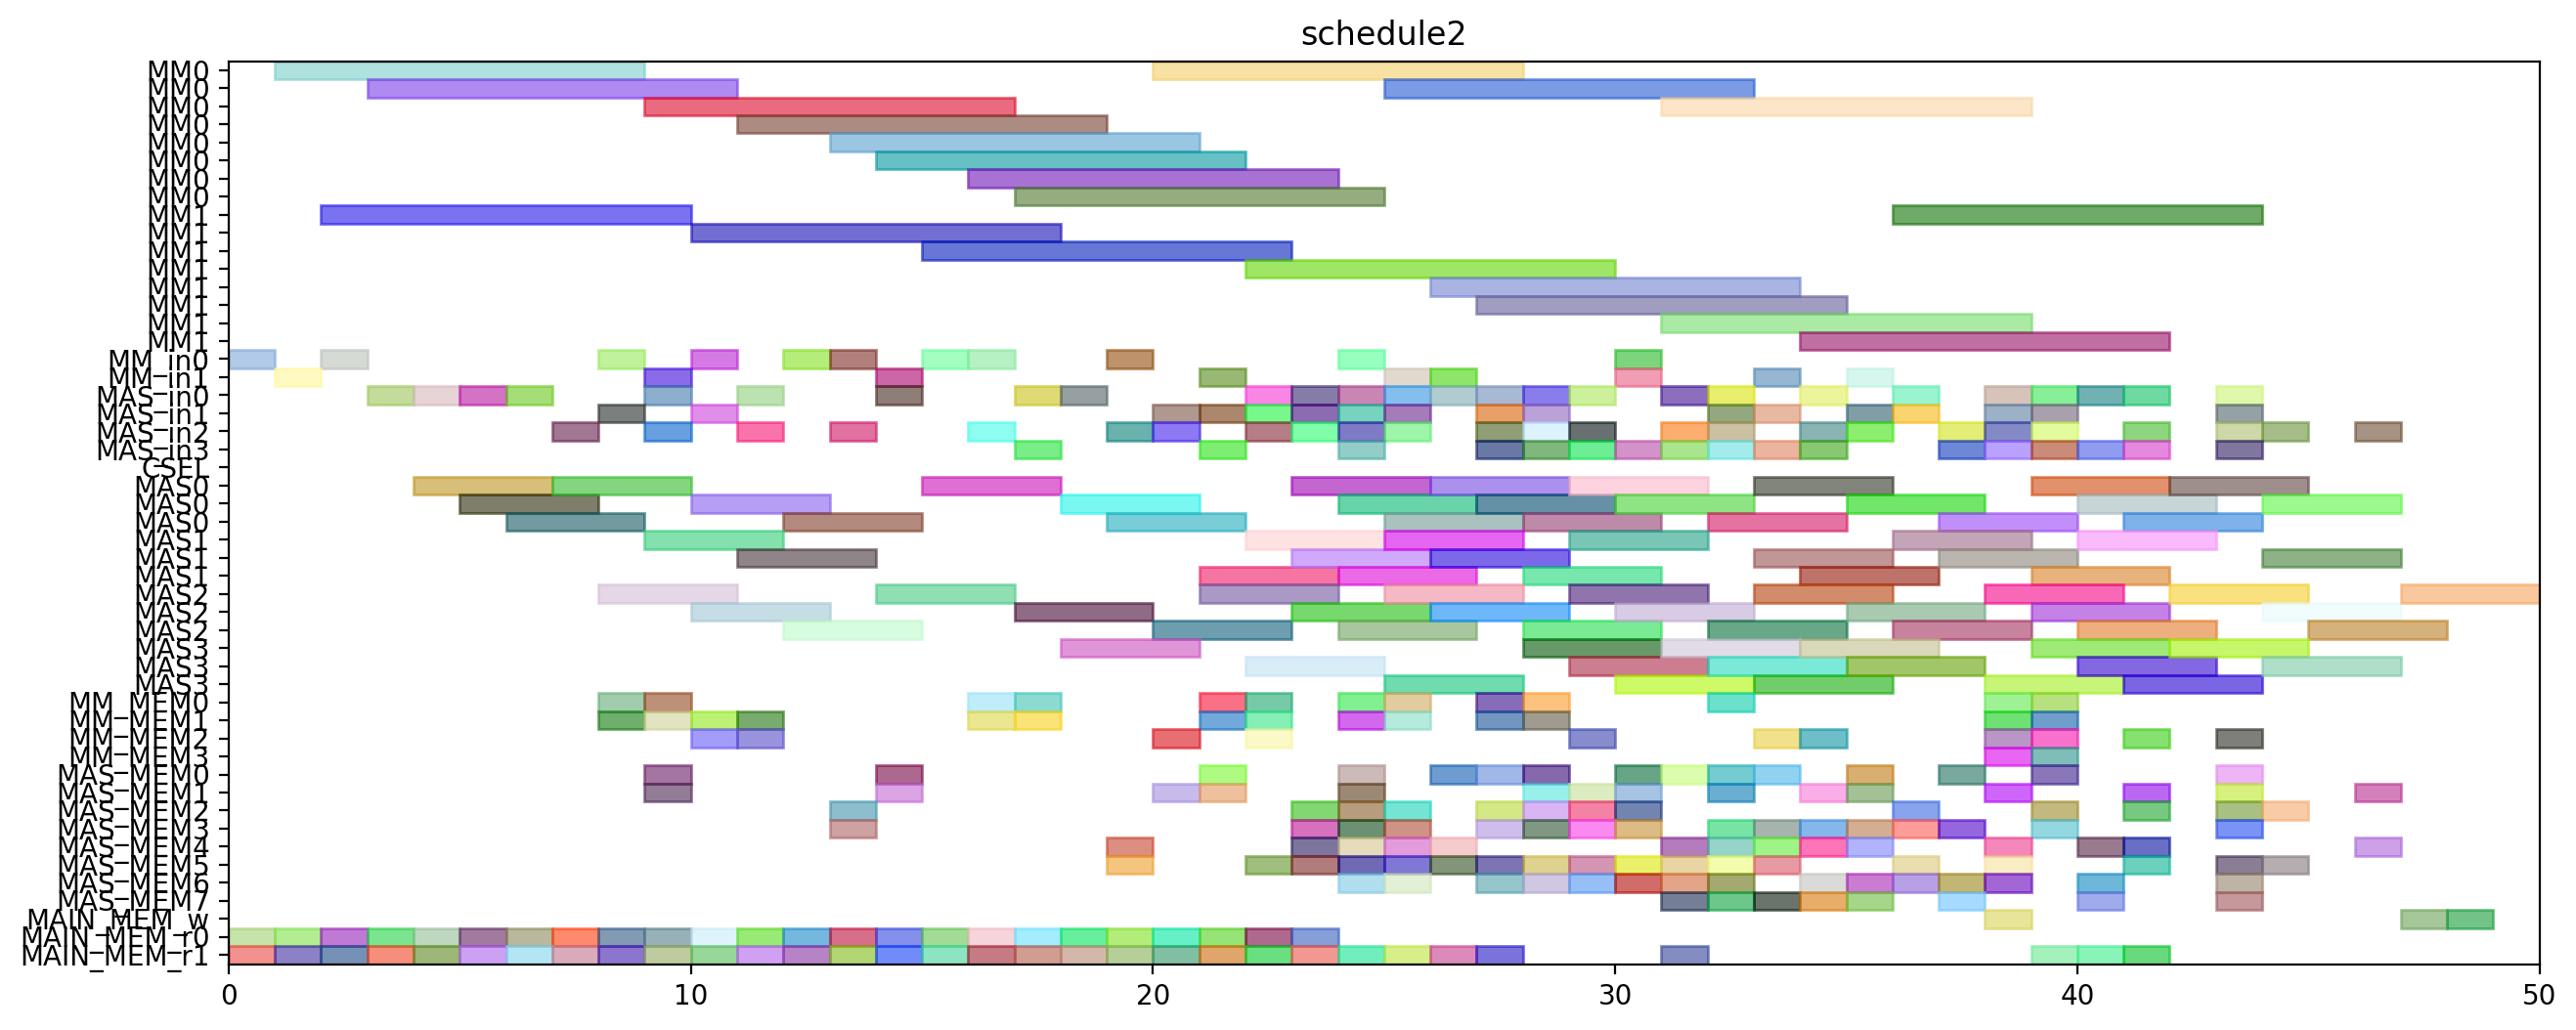 schedule2
MM0
MM0
MM0
MM0
MM0
MM0
MM0
MM0
MM1
MM1
MM1
MM1
MM1
MM1
MM1
MM1
MM_in0
MM_in1
MAS_in0
MAS_in1
MAS_in2
MAS_in3
CSEL
MAS0
MAS0
MAS0
MAS1
MAS1
MAS1
MAS2
MAS2
MAS2
MAS3
MAS3
MAS3
MM_MEM0
MM_MEM1
MM_MEM2
MM_MEM3
MAS_MEM0
MAS_MEM1
MAS_MEM2
MAS_MEM3
MAS_MEM4
MAS_MEM5
MAS_MEM6
MAS_MEM7
MAIN_MEM_w
MAIN_MEM_r0
MAIN_MEM_r1
0 10 20 30 40 50